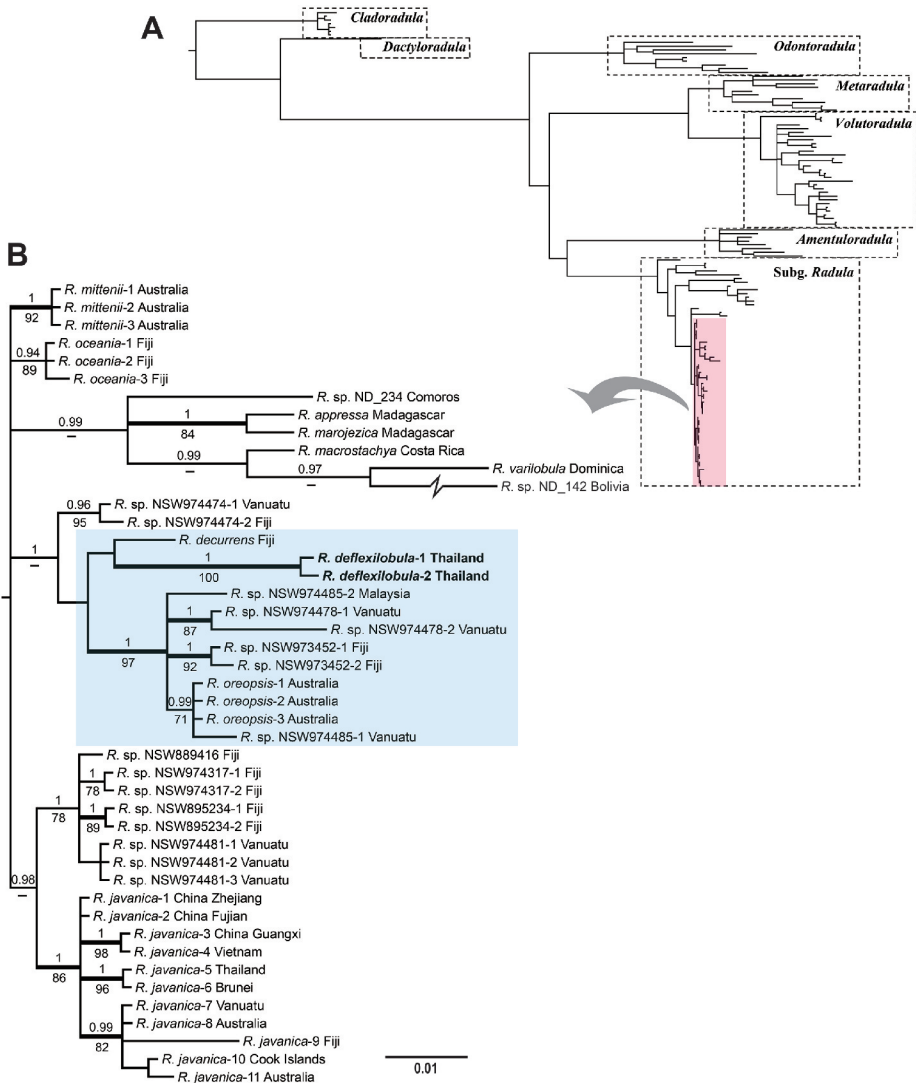 A
Cladoradula
Dactyloradula
Odontoradula
Metaradula
Volutoradula
Amentuloradula
Subg. Radula
B
1
R. mittenii-1 Australia
R. mittenii-2 Australia
92
R. mittenii-3 Australia
R. oceania-1 Fiji
0.94
R. oceania-2 Fiji
89
R. oceania-3 Fiji
R. sp. ND_234 Comoros
1
R. appressa Madagascar
0.99
–
84
R. marojezica Madagascar
R. macrostachya Costa Rica
0.99
–
0.97
–
R. varilobula Dominica
R. sp. ND_142 Bolivia
R. sp. NSW974474-1 Vanuatu
0.96
95
R. sp. NSW974474-2 Fiji
1
–
R. decurrens Fiji
1
R. deflexilobula-1 Thailand
100
R. deflexilobula-2 Thailand
R. sp. NSW974485-2 Malaysia
1
R. sp. NSW974478-1 Vanuatu
87
R. sp. NSW974478-2 Vanuatu
1
97
1
R. sp. NSW973452-1 Fiji
92
R. sp. NSW973452-2 Fiji
R. oreopsis-1 Australia
0.99
R. oreopsis-2 Australia
71
R. oreopsis-3 Australia
R. sp. NSW974485-1 Vanuatu
R. sp. NSW889416 Fiji
1
R. sp. NSW974317-1 Fiji
78
R. sp. NSW974317-2 Fiji
1
78
1
R. sp. NSW895234-1 Fiji
89
R. sp. NSW895234-2 Fiji
R. sp. NSW974481-1 Vanuatu
R. sp. NSW974481-2 Vanuatu
R. sp. NSW974481-3 Vanuatu
0.98
–
R. javanica-1 China Zhejiang
R. javanica-2 China Fujian
1
R. javanica-3 China Guangxi
98
R. javanica-4 Vietnam
1
86
1
R. javanica-5 Thailand
96
R. javanica-6 Brunei
R. javanica-7 Vanuatu
0.99
R. javanica-8 Australia
82
R. javanica-9 Fiji
R. javanica-10 Cook Islands
R. javanica-11 Australia
0.01